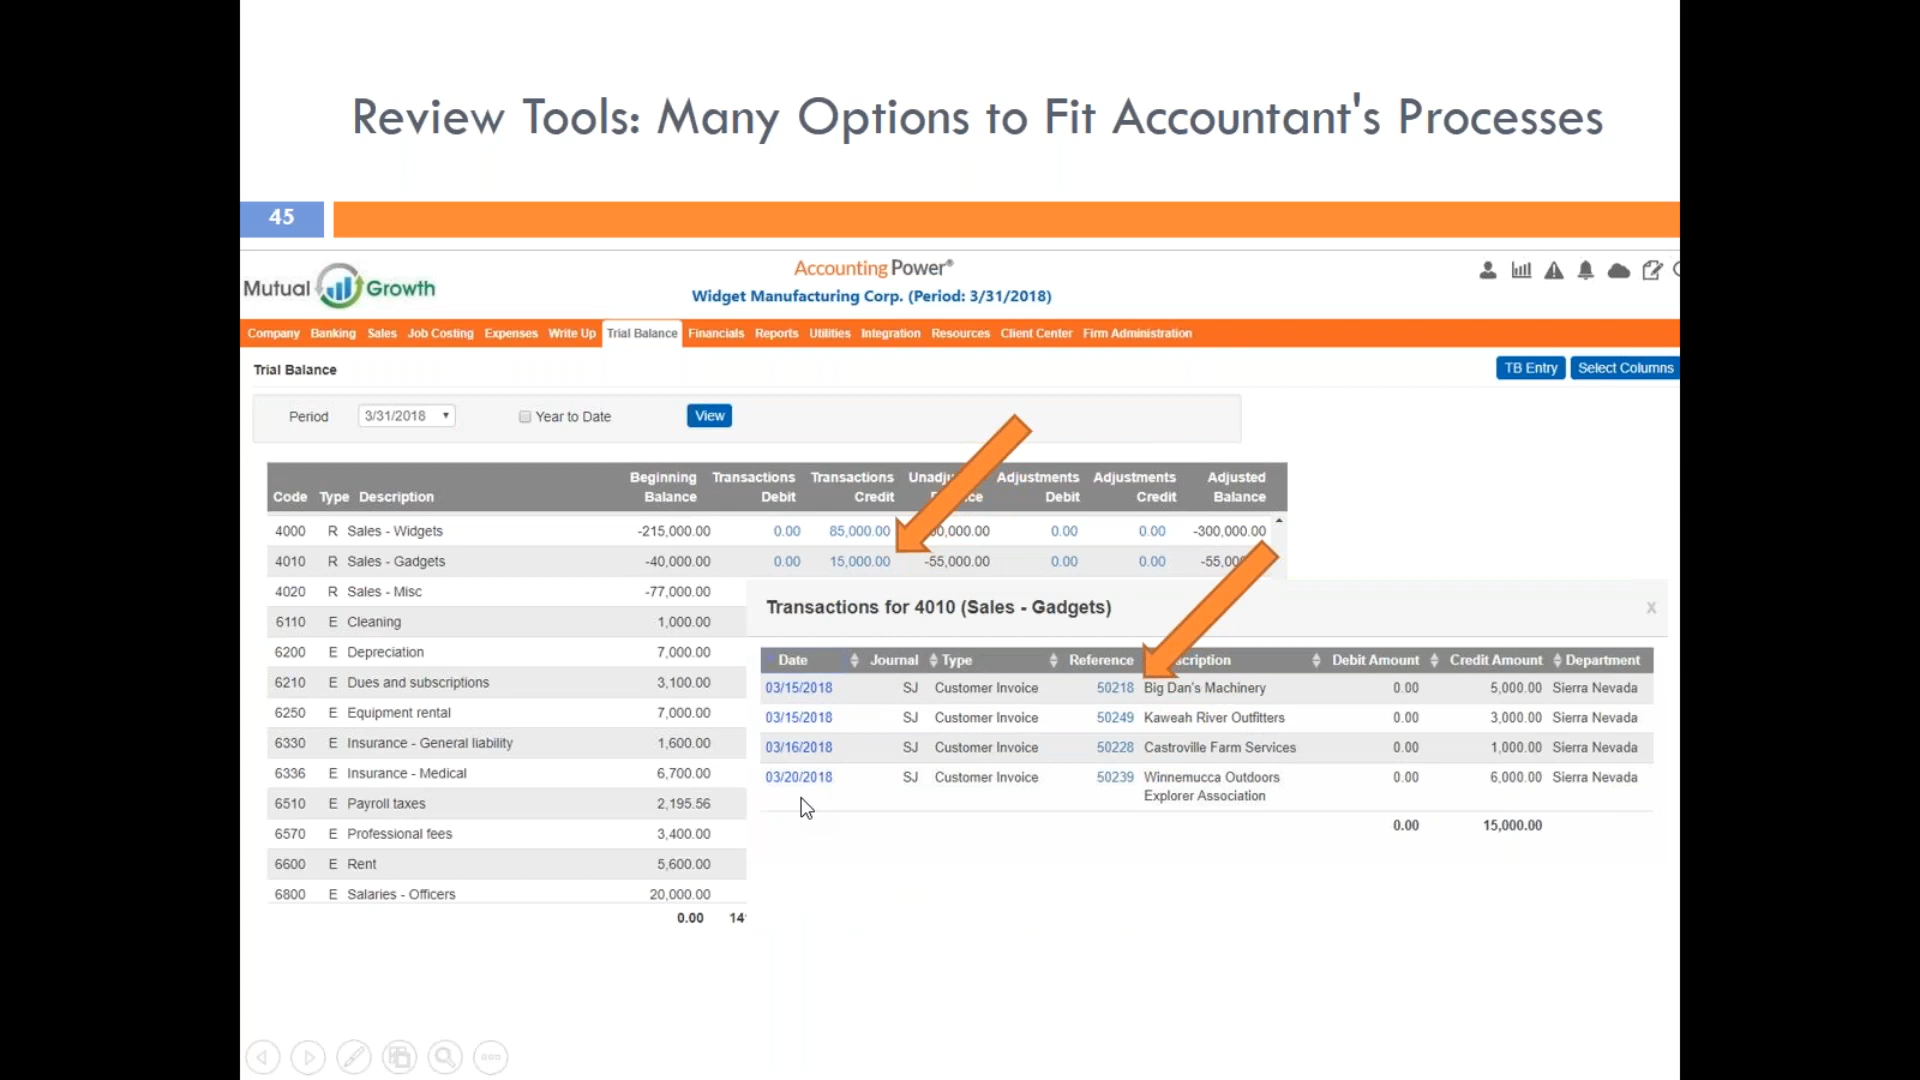 Review Tools: Many Options to Fit Accountant's Processes
45
Mutual Growth
Accounting Power®
Widget Manufacturing Corp. (Period: 3/31/2018)
Company Banking Sales Job Costing Expenses Write Up Trial Balance Financials Reports Utilities Integration Resources Client Center Firm Administration
Trial Balance
TB Entry Select Columns
Period 3/31/2018 Year to Date View
Beginning Transactions Transactions Adjustments Adjustments Adjusted
Code Type Description Balance Debit Credit Debit Credit Balance
4000 R Sales - Widgets -215,000.00 0.00 85,000.00 0.00 0.00 -300,000.00
4010 R Sales - Gadgets -40,000.00 0.00 15,000.00 -55,000.00 0.00 0.00
4020 R Sales - Misc -77,000.00
6110 E Cleaning 1,000.00
6200 E Depreciation 7,000.00
6210 E Dues and subscriptions 3,100.00
6250 E Equipment rental 7,000.00
6330 E Insurance - General liability 1,600.00
6336 E Insurance - Medical 6,700.00
6510 E Payroll taxes 2,195.56
6570 E Professional fees 3,400.00
6600 E Rent 5,600.00
6800 E Salaries - Officers 20,000.00
0.00
Transactions for 4010 (Sales - Gadgets) X
Date Journal Type Reference Debit Amount Credit Amount Department
03/15/2018 SJ Customer Invoice 50218 Big Dan's Machinery 0.00 5,000.00 Sierra Nevada
03/15/2018 SJ Customer Invoice 50249 Kaweah River Outfitters 0.00 3,000.00 Sierra Nevada
03/16/2018 SJ Customer Invoice 50228 Castroville Farm Services 0.00 1,000.00 Sierra Nevada
03/20/2018 SJ Customer Invoice 50239 Winnemucca Outdoors 0.00 6,000.00 Sierra Nevada
Explorer Association
0.00 15,000.00